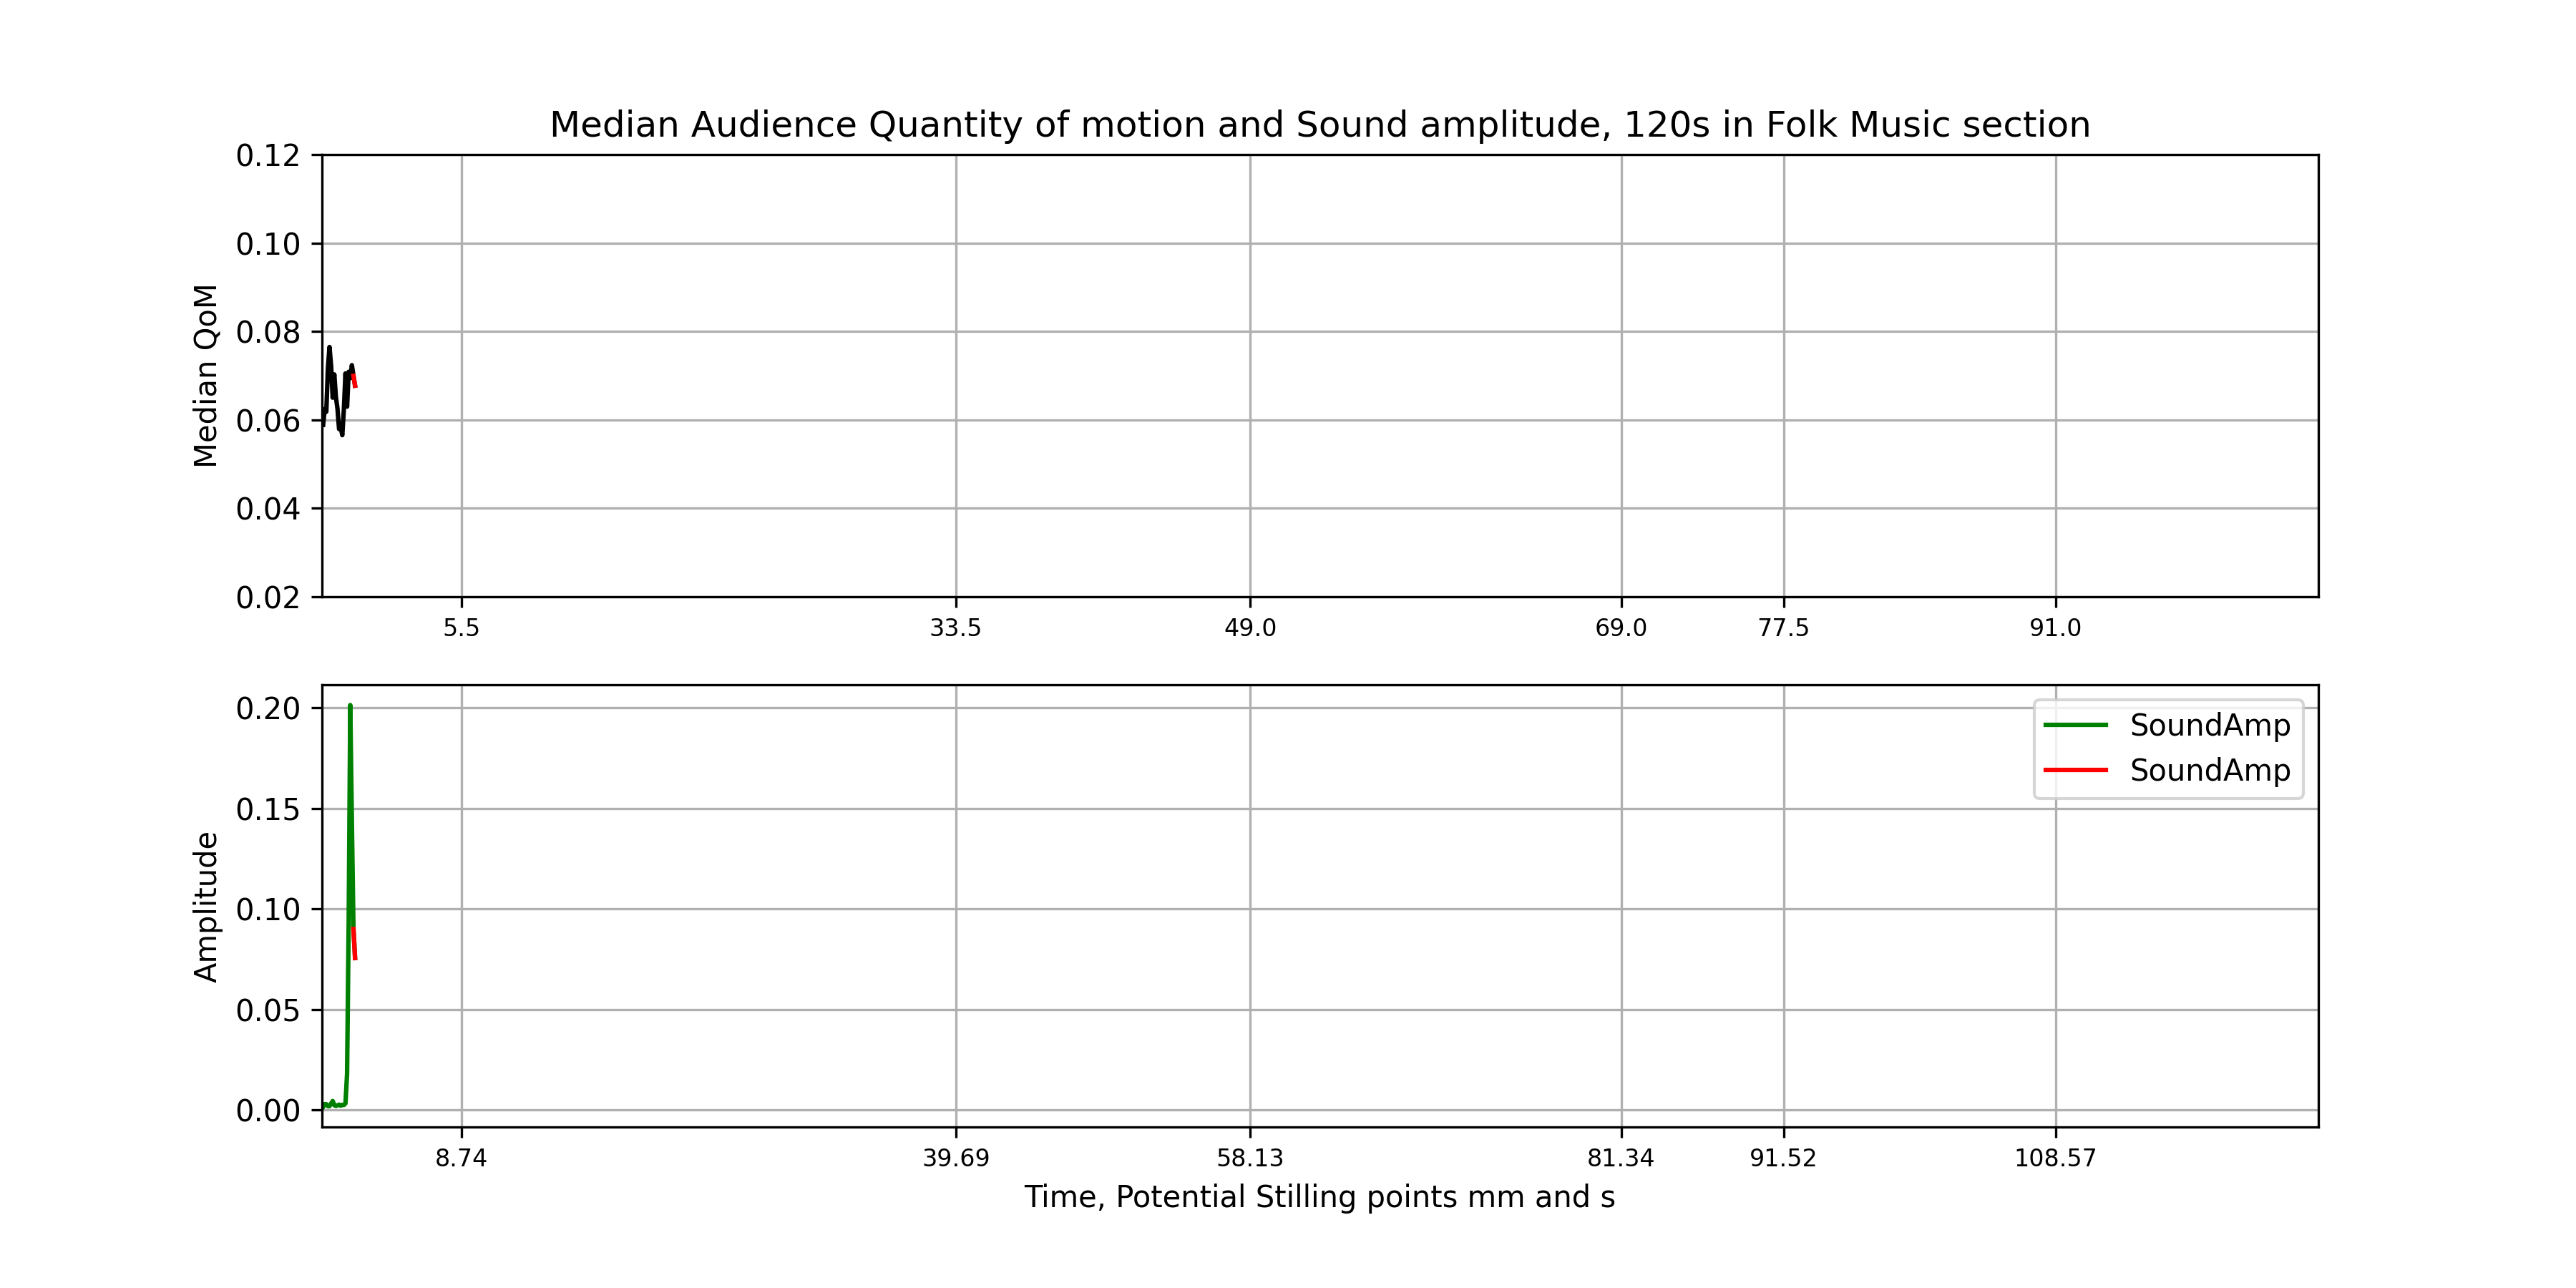 Median Audience Quantity of motion and Sound amplitude, 120s in Folk Music section
0.12
0.10
0.08
0.06
0.04
0.02
Median QoM
5.5 33.5 49.0 69.0 77.5 91.0
0.20
0.15
0.10
0.05
0.00
Amplitude
SoundAmp
SoundAmp
8.74 39.69 58.13 81.34 91.52 108.57
Time, Potential Stilling points mm and s